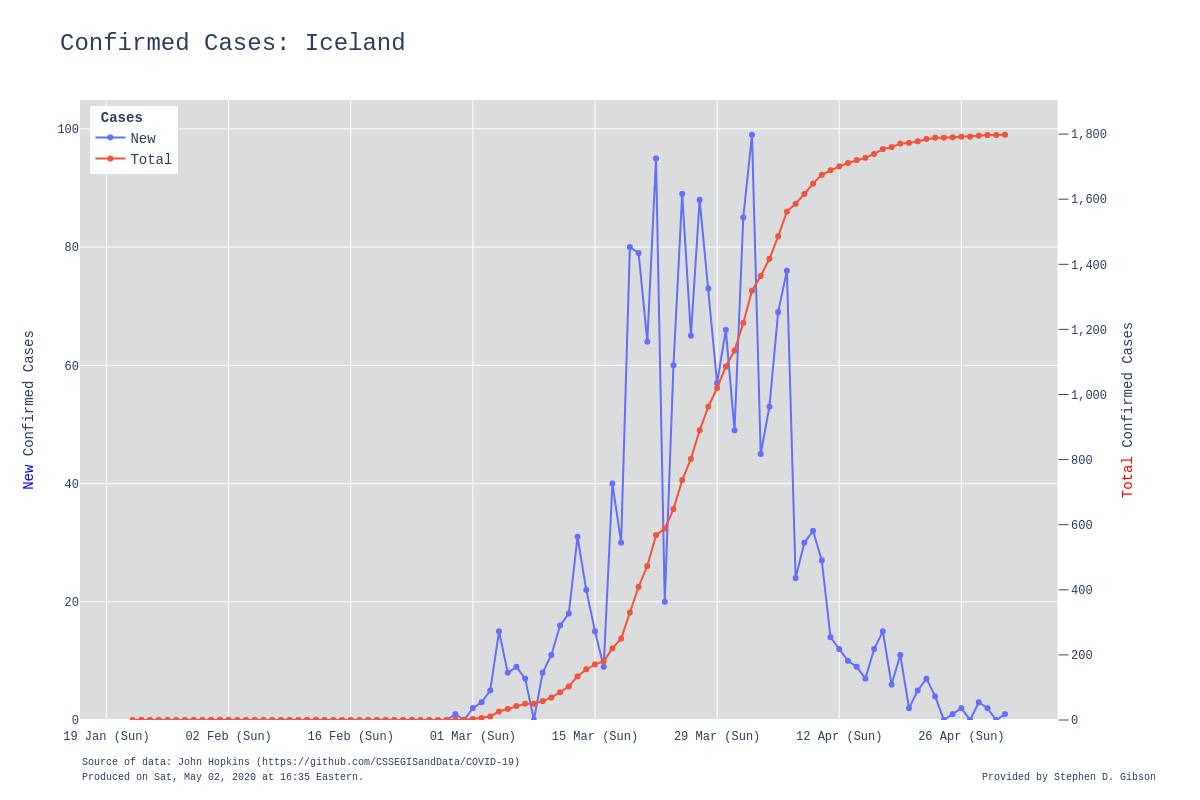 Confirmed Cases: Iceland
Cases
New
Total
100
80
60
40
20
0
1,800
1,600
1,400
1,200
1,000
800
600
400
200
0
New Confirmed Cases
Total Confirmed Cases
19 Jan (Sun) 02 Feb (Sun) 16 Feb (Sun) 01 Mar (Sun) 15 Mar (Sun) 29 Mar (Sun) 12 Apr (Sun) 26 Apr (Sun)
Source of data: John Hopkins (https://github.com/CSSEGISandData/COVID-19)
Produced on Sat, May 02, 2020 at 16:35 Eastern.
Provided by Stephen D. Gibson